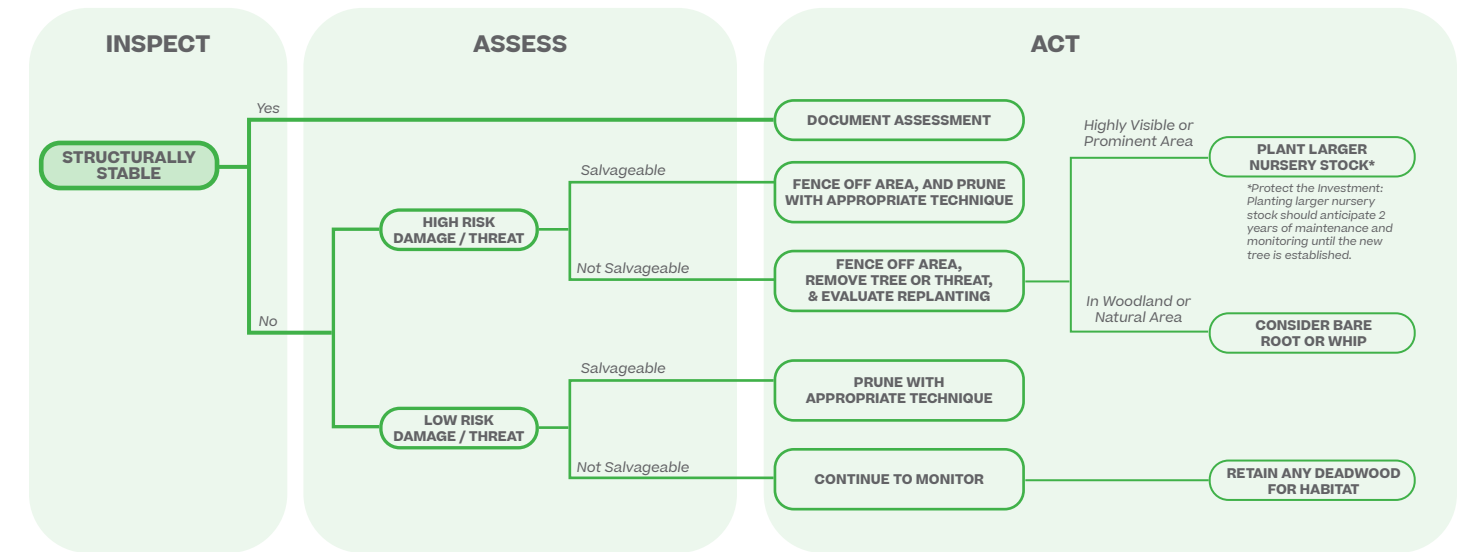 INSPECT
ASSESS
ACT
Yes
STRUCTURALLY
STABLE
No
HIGH RISK
DAMAGE / THREAT
Salvageable
Not Salvageable
LOW RISK
DAMAGE / THREAT
Salvageable
Not Salvageable
DOCUMENT ASSESSMENT
FENCE OFF AREA, AND PRUNE
WITH APPROPRIATE TECHNIQUE
FENCE OFF AREA,
REMOVE TREE OR THREAT,
& EVALUATE REPLANTING
Highly Visible or
Prominent Area
PLANT LARGER
NURSERY STOCK*
*Protect the Investment:
Planting larger nursery
stock should anticipate 2
years of maintenance and
monitoring until the new
tree is established.
In Woodland or
Natural Area
CONSIDER BARE
ROOT OR WHIP
PRUNE WITH
APPROPRIATE TECHNIQUE
CONTINUE TO MONITOR
RETAIN ANY DEADWOOD
FOR HABITAT